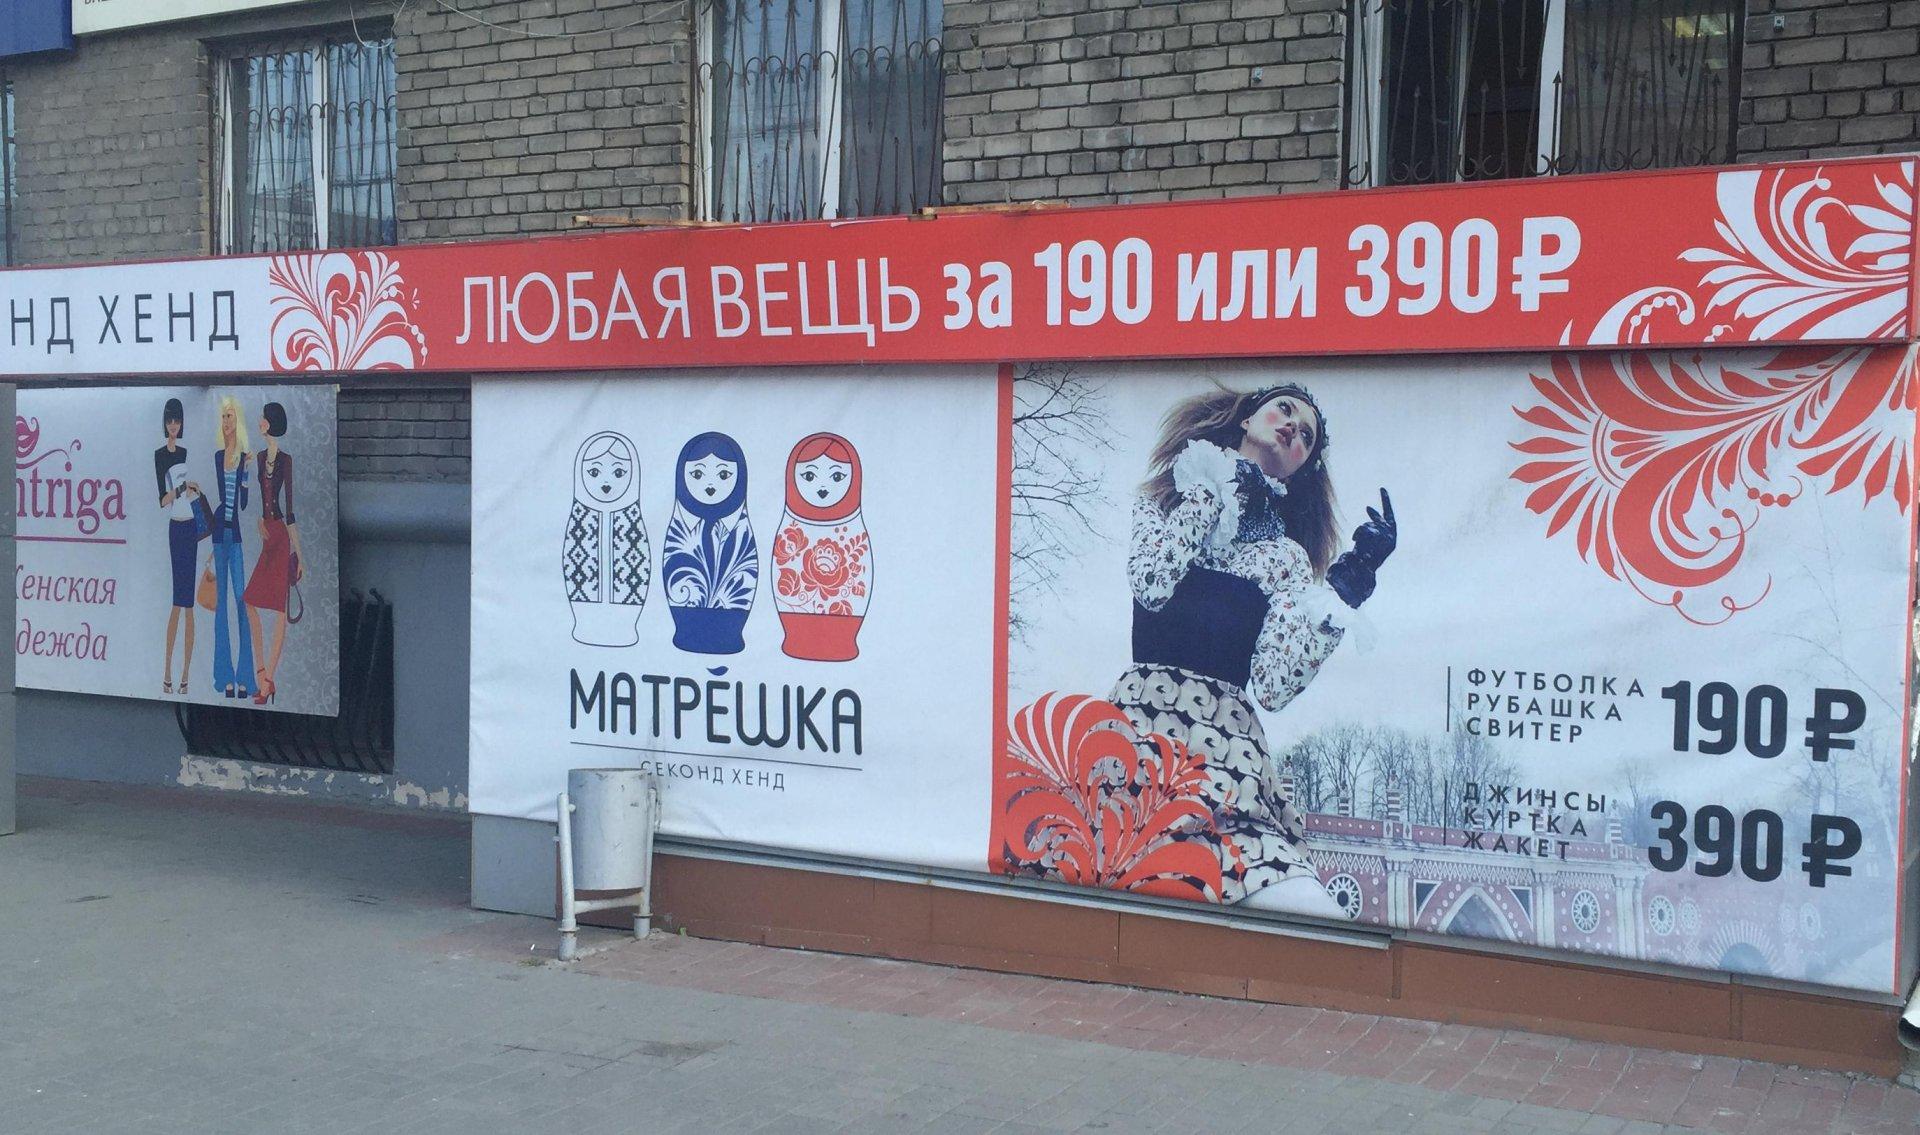 НД ХЕНД
ЛЮБАЯ ВЕЩЬ за 190 или 390 ₽
ntriga
Женская
дежда
МАТРЁШКА
СЕКОНД ХЕНД
ФУТБОЛКА
РУБАШКА
СВИТЕР
190 ₽
ДЖИНСЫ
КУРТКА
ЖАКЕТ
390 ₽